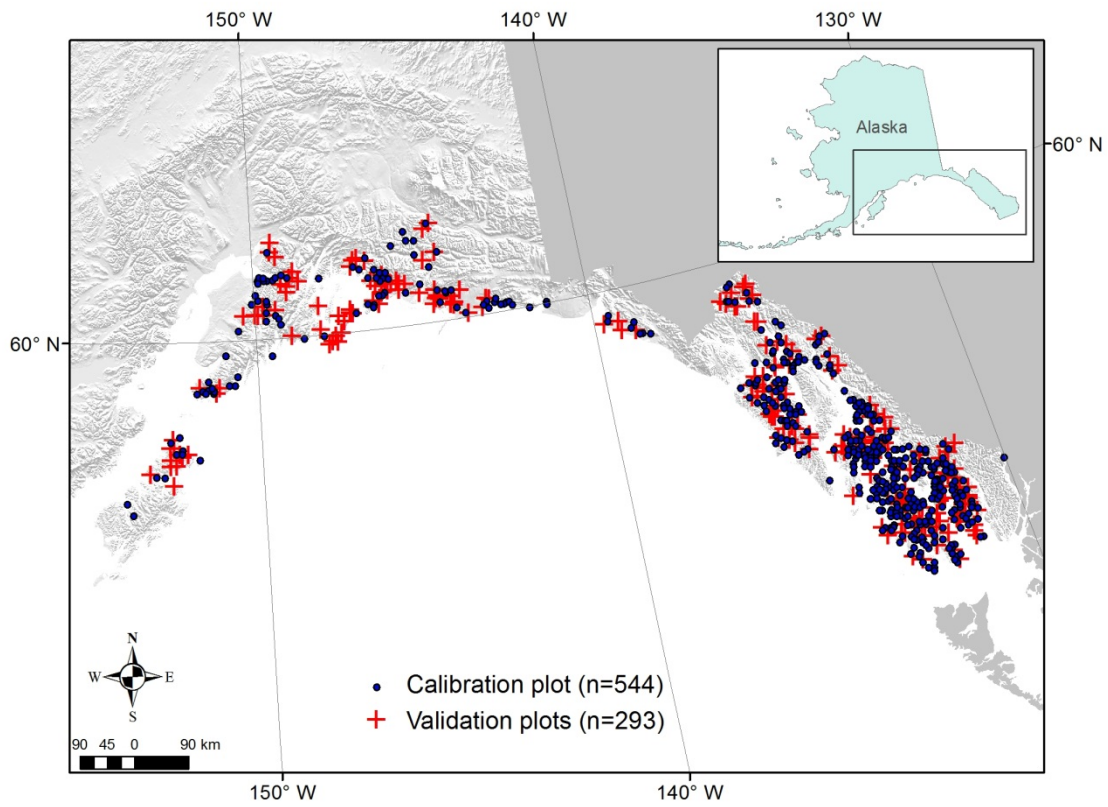 150° W
140° W
130° W
Alaska
60° N
60° N
N
W
E
S
Calibration plot (n=544)
Validation plots (n=293)
90 45 0 90 km
150° W
140° W